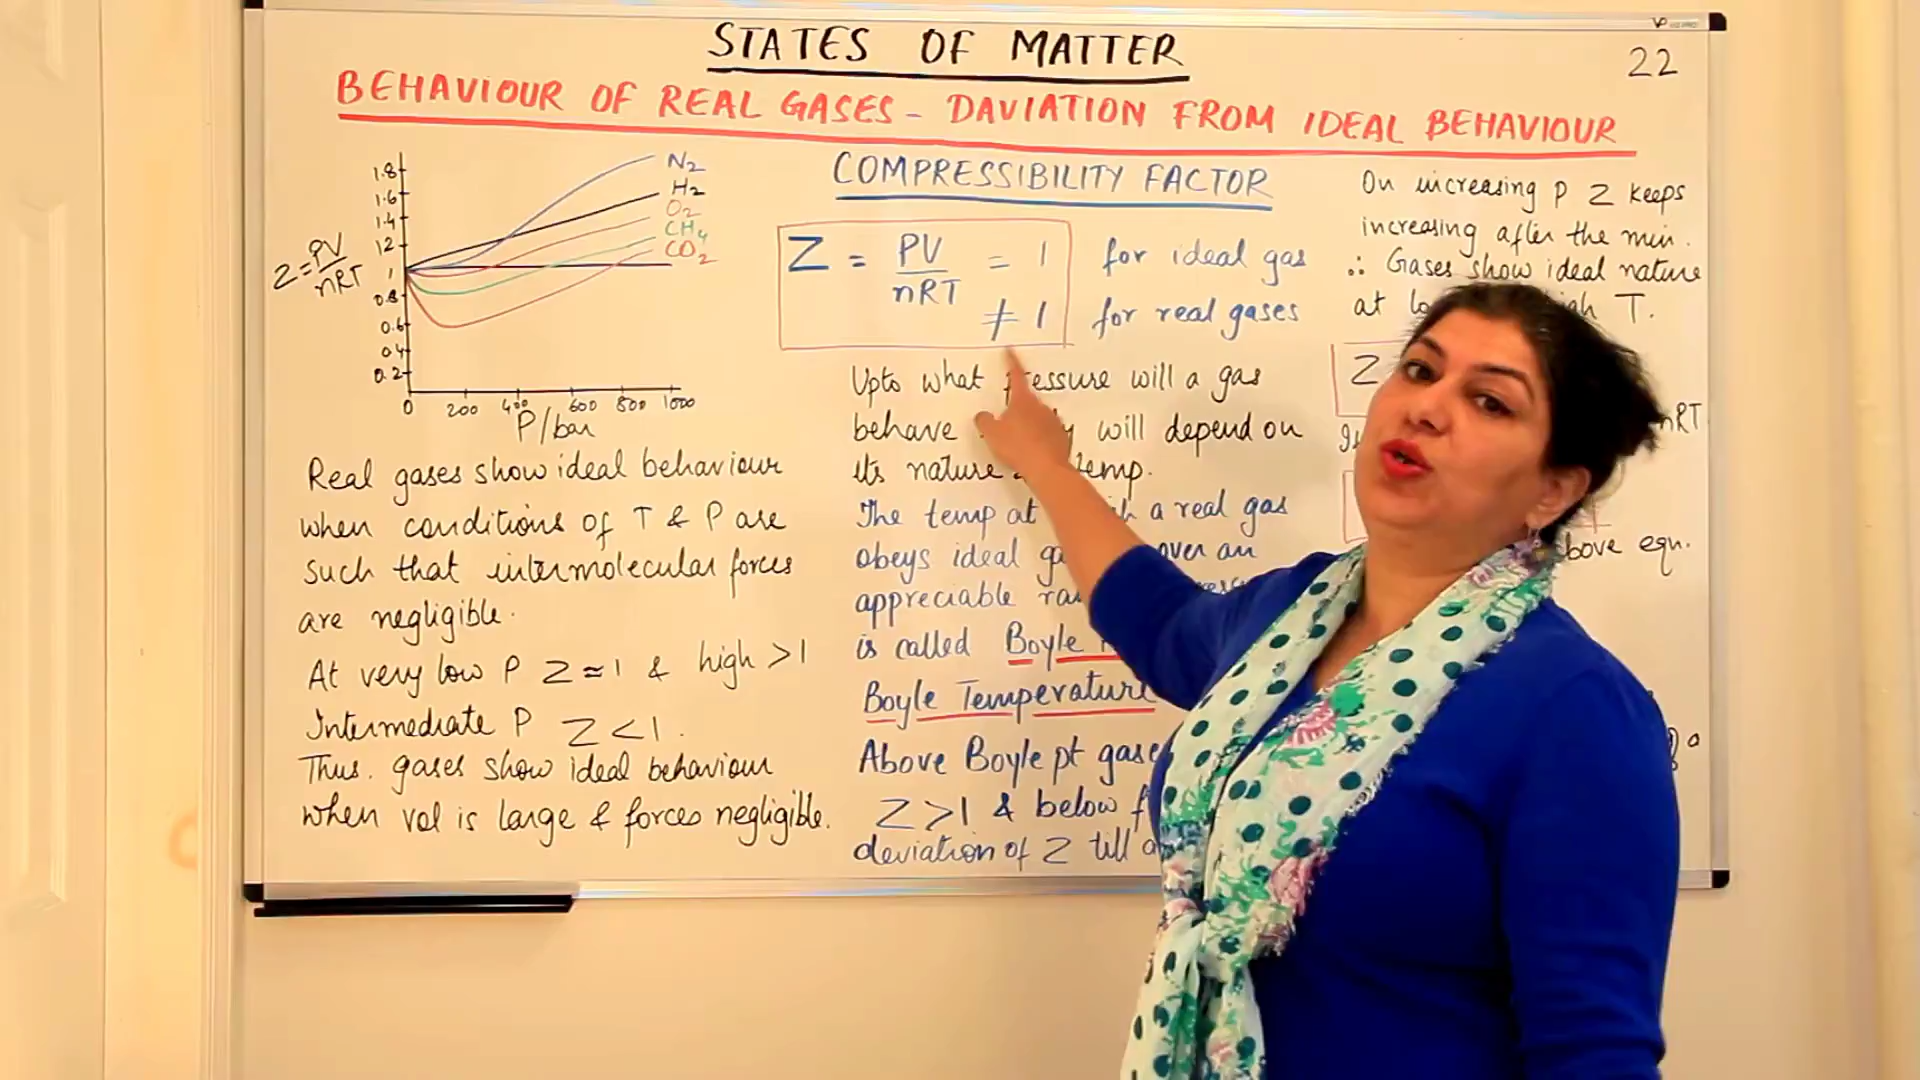 STATES OF MATTER
22
BEHAVIOUR OF REAL GASES - DAVIATION FROM IDEAL BEHAVIOUR
1.8
1.6
1.4
1.2
1
0.8
0.6
0.4
0.2
Z = PV/nRT
N2
H2
O2
CH4
CO2
0 200 400 600 800 1000
P/bar
Real gases show ideal behaviour
when conditions of T & P are
such that intermolecular forces
are negligible.
At very low P Z ≃ 1 & high > 1
Intermediate P Z < 1.
Thus. gases show ideal behaviour
when vol is large & forces negligible.
COMPRESSIBILITY FACTOR
Z = PV/nRT = 1 for ideal gas
≠ 1 for real gases
Upto what pressure will a gas
behave will depend on
its nature temp.
The temp at a real gas
obeys ideal over an
appreciable
is called Boyle
Boyle Temperature
Above Boyle pt
Z > 1 & below
deviation of Z till
On increasing P Z keeps
increasing after the min.
∴ Gases show ideal nature
at T.
Z
nRT
above eqn.